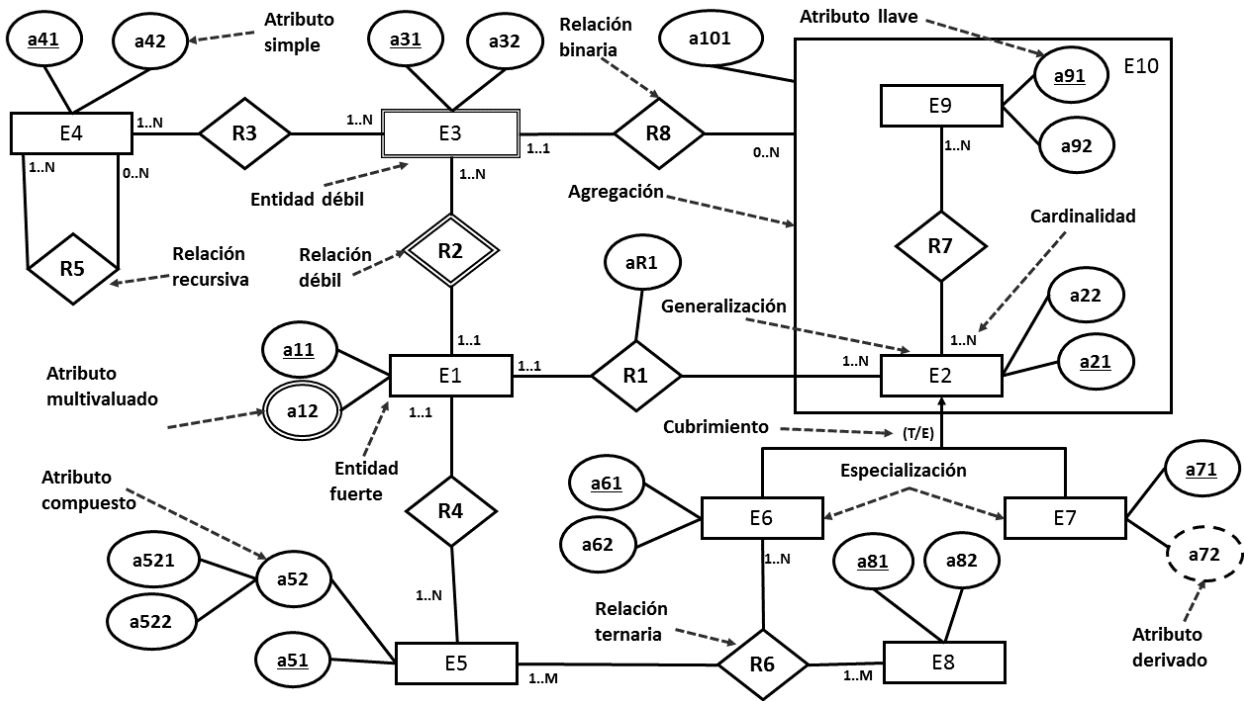 a41
a42
Atributo
simple
a31
a32
Relación
binaria
a101
Atributo llave
a91
E10
E4
1..N
R3
1..N
E3
1..1
R8
0..N
E9
a92
1..N
0..N
Entidad débil
1..N
1..N
Agregación
Cardinalidad
R5
Relación
recursiva
Relación
débil
R2
aR1
R7
Generalización
a22
a11
1..1
E1
1..1
R1
1..N
1..N
E2
a21
Atributo
multivaluado
a12
1..1
Cubrimiento
(T/E)
Entidad
fuerte
Atributo
compuesto
Especialización
a61
a71
R4
E6
E7
a62
1..N
a521
a52
a81
a82
a72
1..N
a522
Relación
ternaria
Atributo
derivado
a51
E5
1..M
R6
1..M
E8